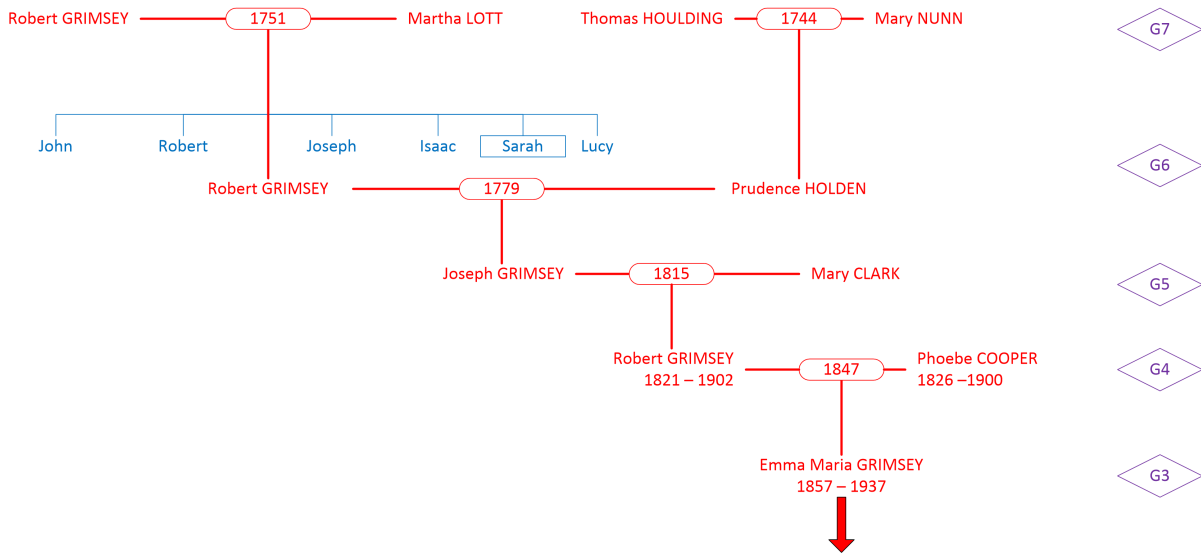 Robert GRIMSEY 1751 Martha LOTT Thomas HOULDING 1744 Mary NUNN G7
John Robert Joseph Isaac Sarah Lucy
G6
Robert GRIMSEY 1779 Prudence HOLDEN
Joseph GRIMSEY 1815 Mary CLARK G5
Robert GRIMSEY 1847 Phoebe COOPER G4
1821 – 1902 1826 –1900
Emma Maria GRIMSEY G3
1857 – 1937